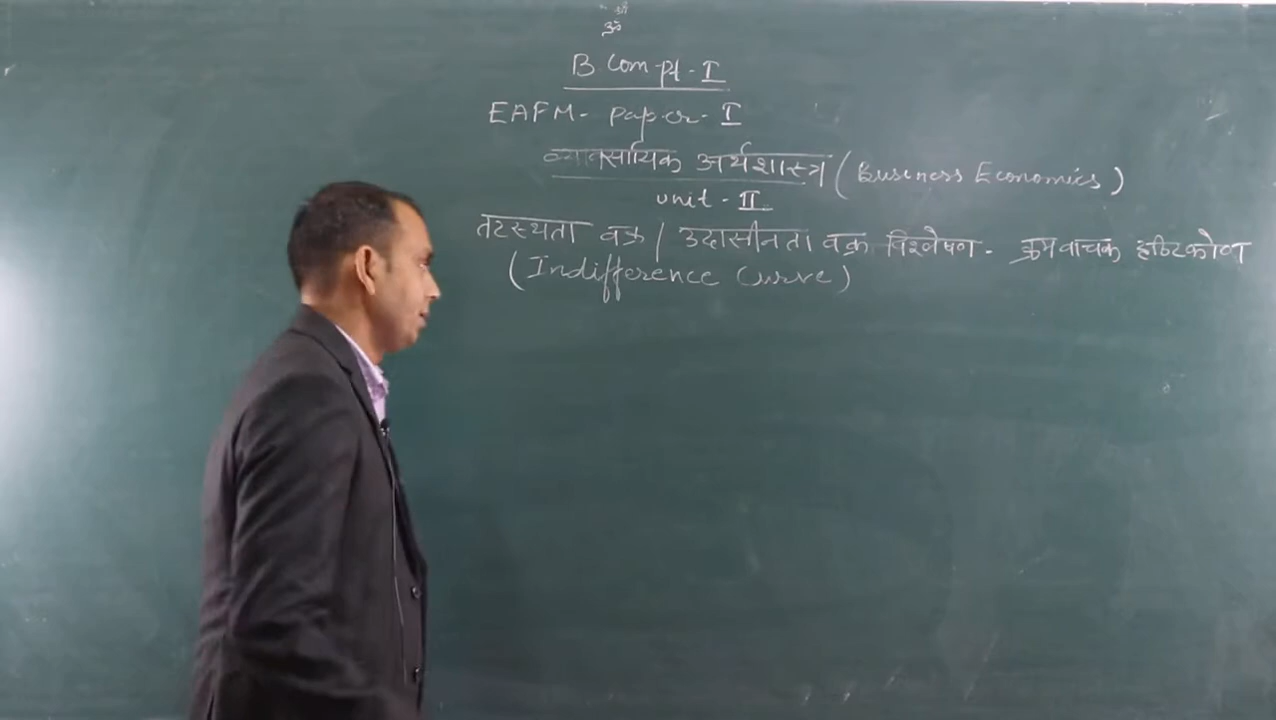 ॐ
B Com pt - I
EAFM - paper - I
व्यावसायिक अर्थशास्त्र (Business Economics)
unit - II
तटस्थता वक्र / उदासीनता वक्र विश्लेषण - क्रमवाचक दृष्टिकोण
(Indifference Curve)